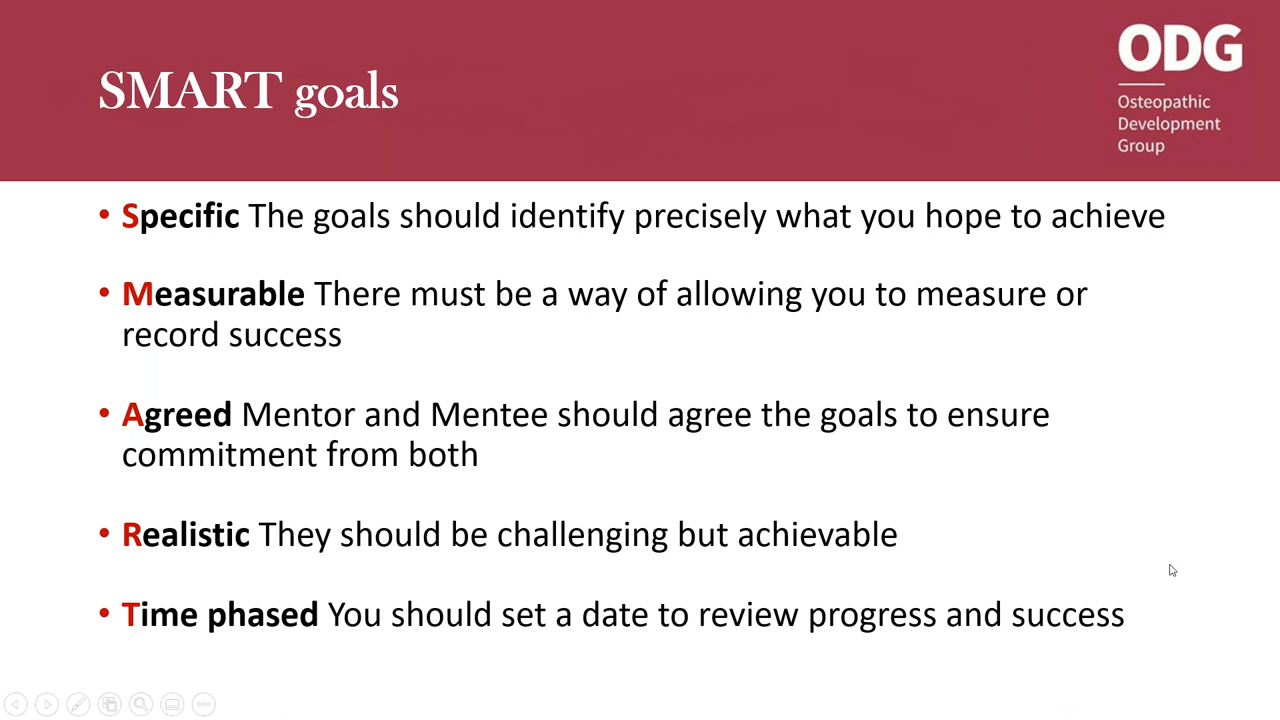 SMART goals
ODG
Osteopathic
Development
Group
• Specific The goals should identify precisely what you hope to achieve
• Measurable There must be a way of allowing you to measure or
record success
• Agreed Mentor and Mentee should agree the goals to ensure
commitment from both
• Realistic They should be challenging but achievable
• Time phased You should set a date to review progress and success